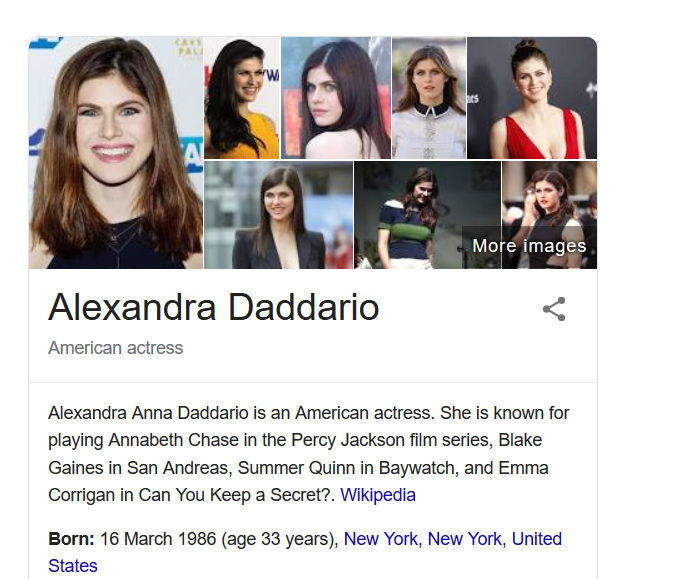 CAESARS
PALA
More images
Alexandra Daddario
American actress
Alexandra Anna Daddario is an American actress. She is known for
playing Annabeth Chase in the Percy Jackson film series, Blake
Gaines in San Andreas, Summer Quinn in Baywatch, and Emma
Corrigan in Can You Keep a Secret?. Wikipedia
Born: 16 March 1986 (age 33 years), New York, New York, United
States